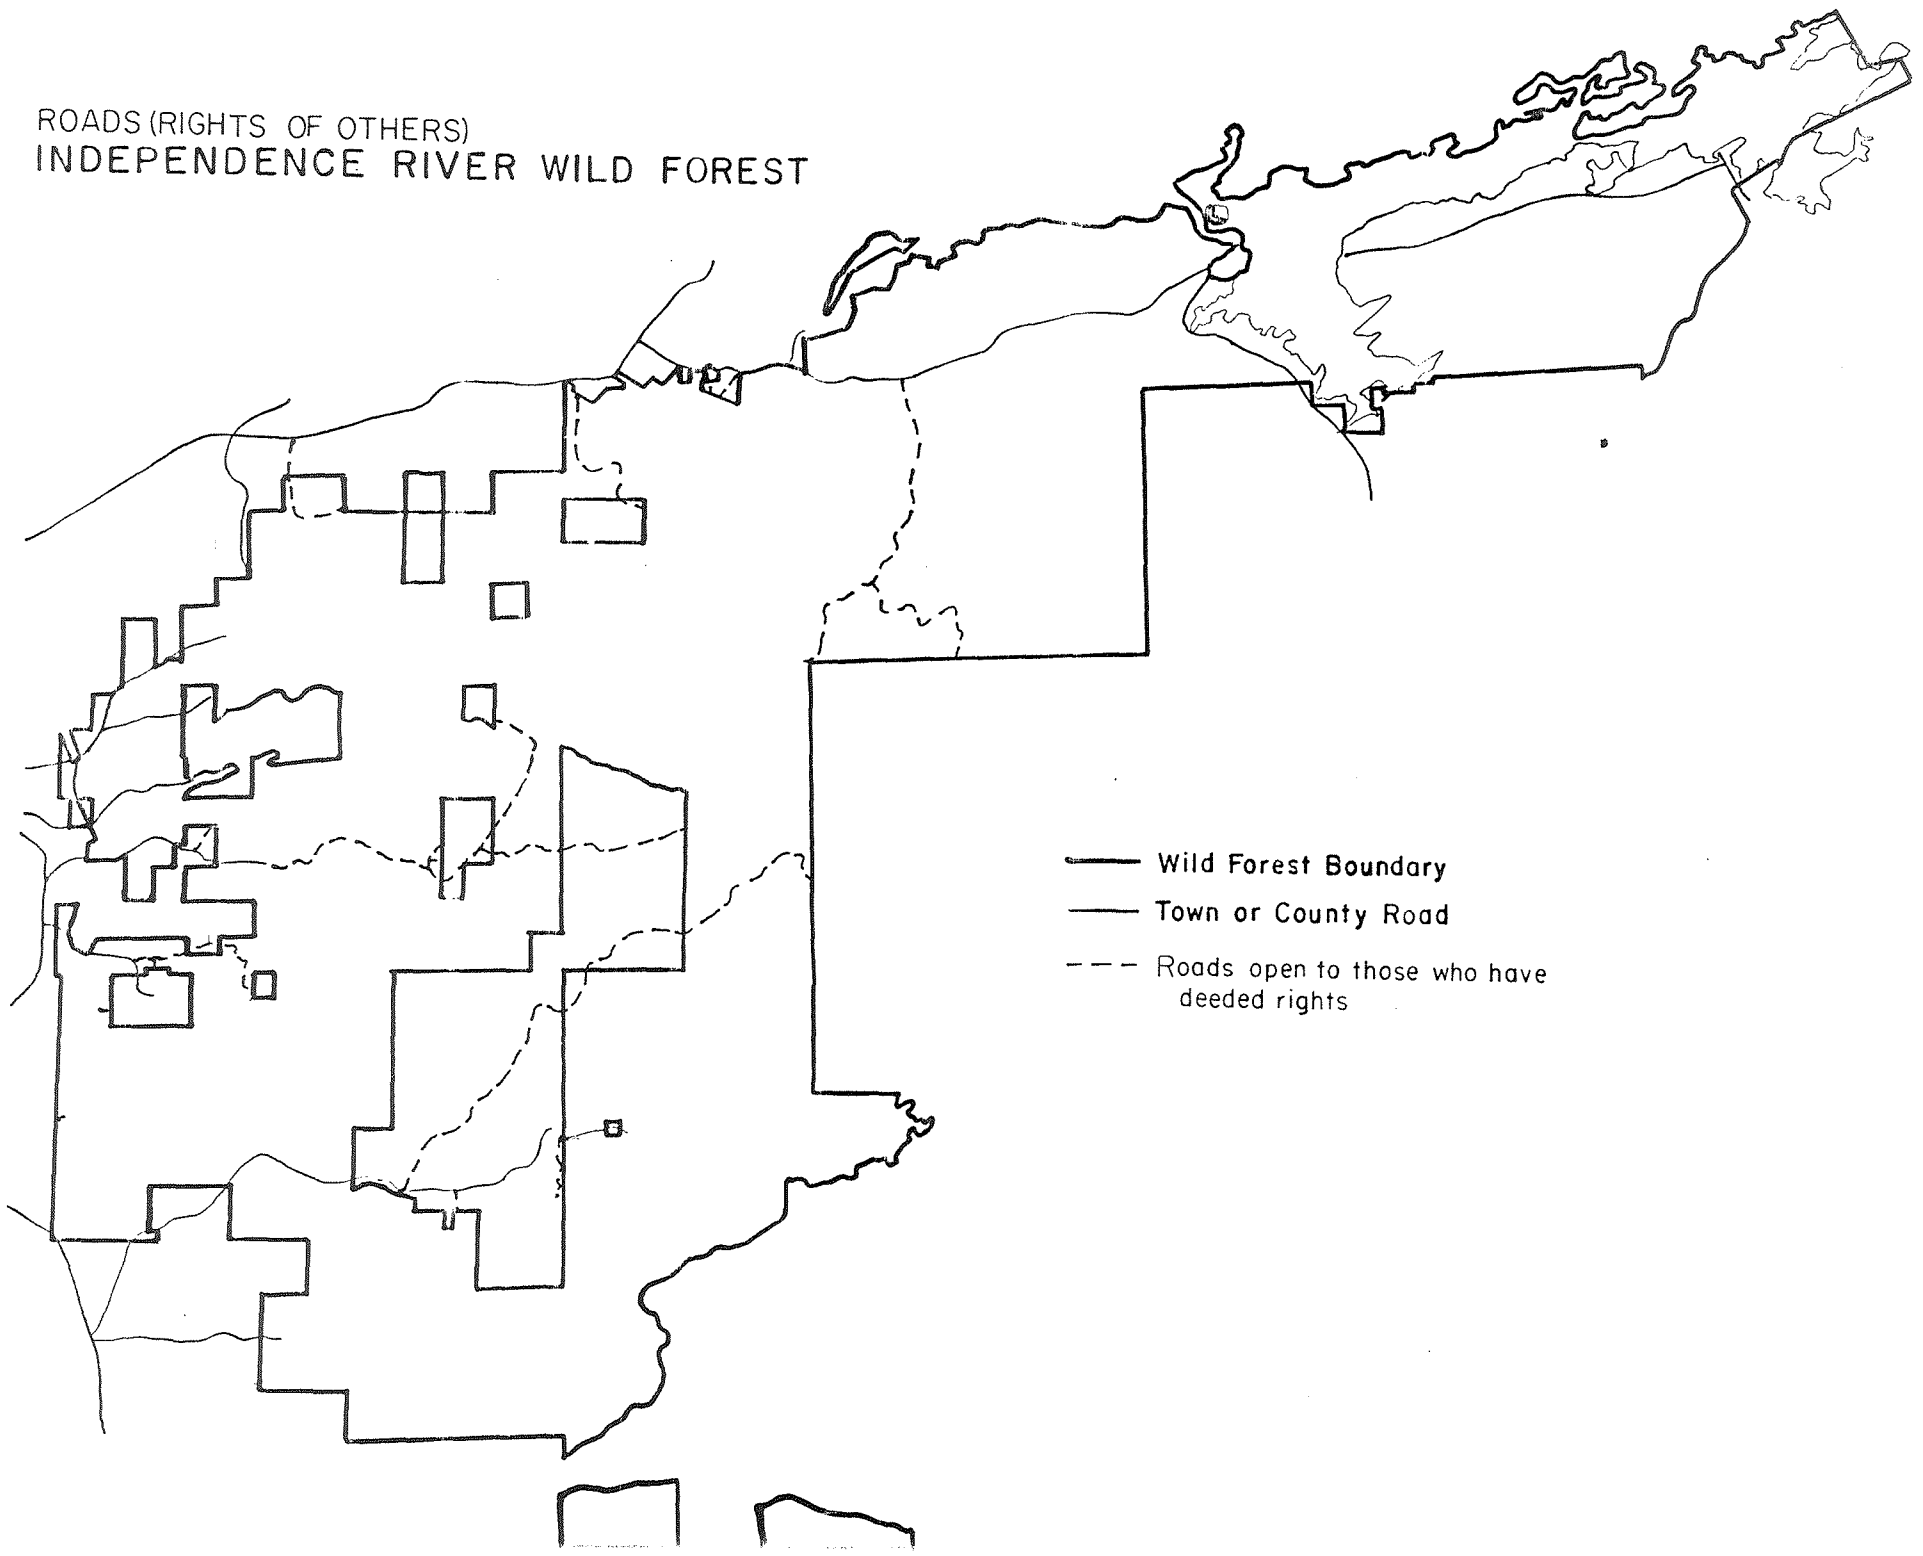 ROADS (RIGHTS OF OTHERS)
INDEPENDENCE RIVER WILD FOREST
Wild Forest Boundary
Town or County Road
Roads open to those who have
deeded rights